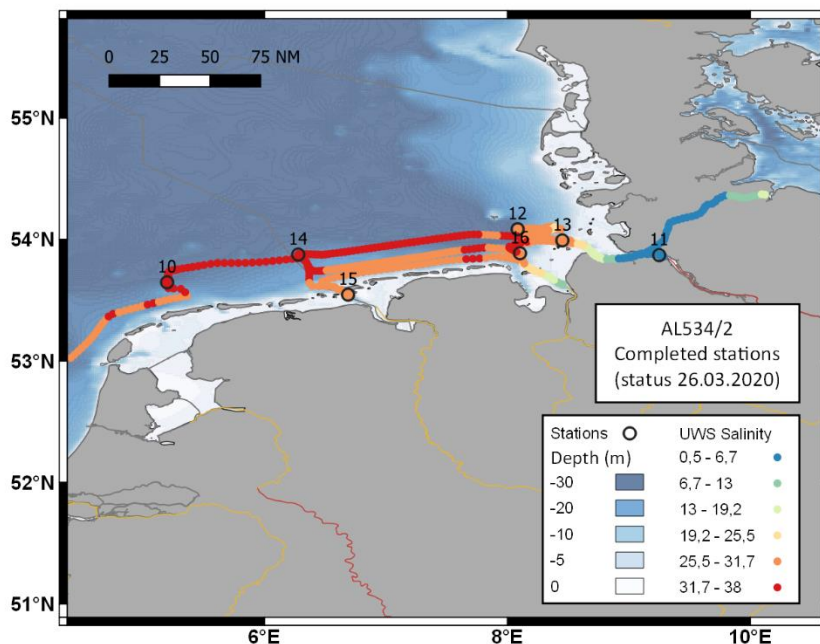 0 25 50 75 NM
55°N
54°N
53°N
52°N
51°N
6°E 8°E 10°E
10
14
12
13
16
11
15
AL534/2
Completed stations
(status 26.03.2020)
Stations
UWS Salinity
Depth (m)
-30
-20
-10
-5
0
0,5 - 6,7
6,7 - 13
13 - 19,2
19,2 - 25,5
25,5 - 31,7
31,7 - 38